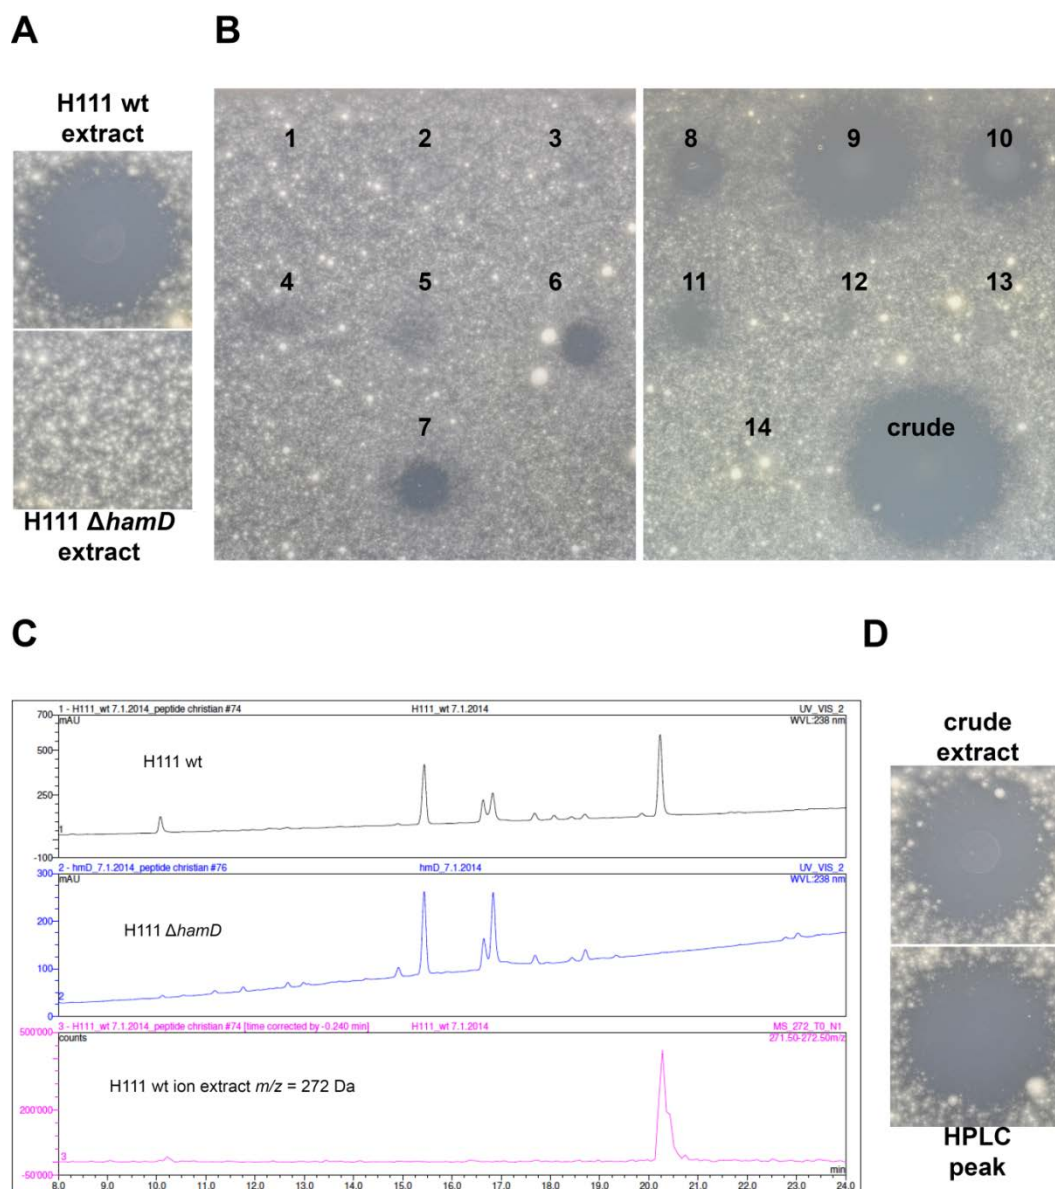 A
B
H111 wt
extract
H111 ΔhamD
extract
1 2 3
4 5 6
7
8 9 10
11 12 13
14 crude
C
D
1 - H111_wt 7.1.2014_peptide christian #74 H111_wt 7.1.2014 UV_VIS_2
700
mAU
WVL:238 nm
H111 wt
500
250
1
-100
2 - hmD_7.1.2014_peptide christian #76 hmD_7.1.2014 UV_VIS_2
300
mAU
WVL:238 nm
H111 ΔhamD
200
100
2
0
3 - H111_wt 7.1.2014_peptide christian #74 [time corrected by -0.240 min] H111_wt 7.1.2014 MS_272_T0_N1
500'000
counts
271.50-272.50m/z
H111 wt ion extract m/z = 272 Da
200'000
3
min
-50'000
8.0 9.0 10.0 11.0 12.0 13.0 14.0 15.0 16.0 17.0 18.0 19.0 20.0 21.0 22.0 23.0 24.0
crude
extract
HPLC
peak